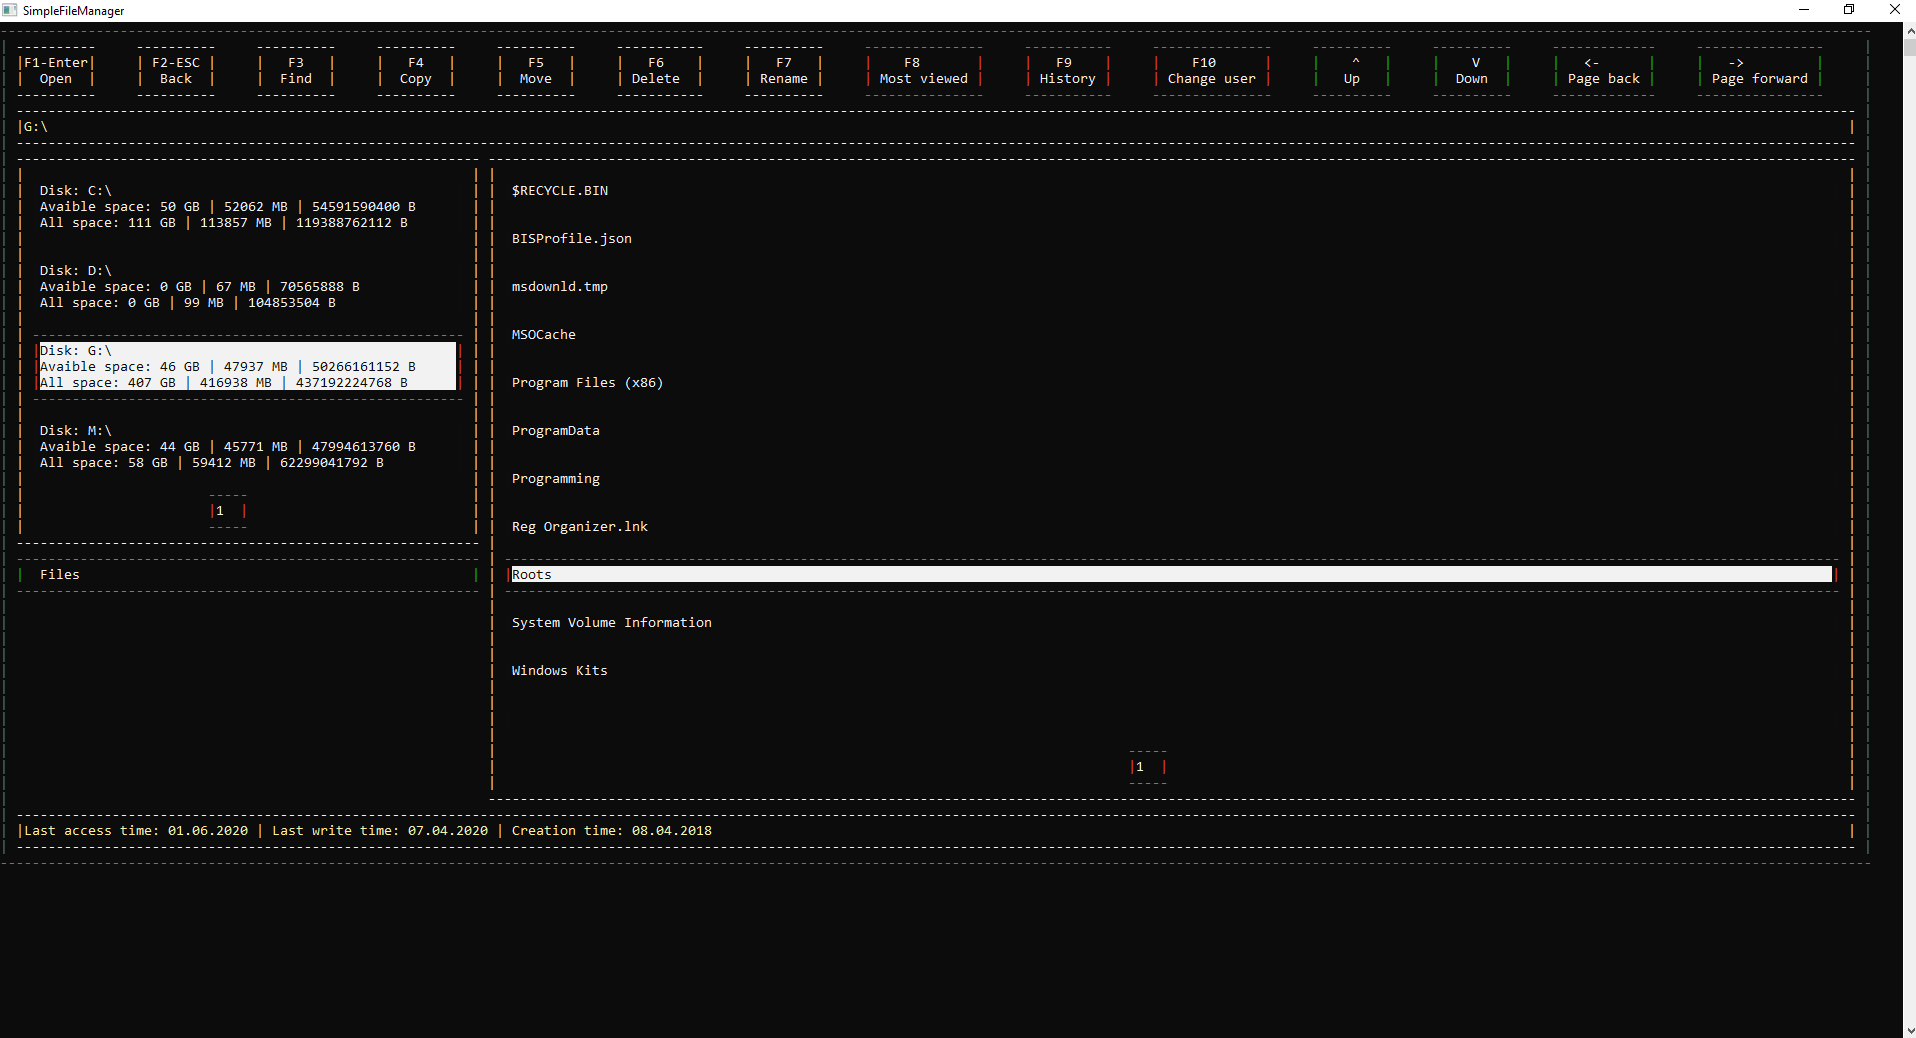 SimpleFileManager
F1-Enter F2-ESC F3 F4 F5 F6 F7 F8 F9 F10 ^ V <- ->
Open Back Find Copy Move Delete Rename Most viewed History Change user Up Down Page back Page forward
|G:\
Disk: C:\
Avaible space: 50 GB | 52062 MB | 54591590400 B
All space: 111 GB | 113857 MB | 119388762112 B
Disk: D:\
Avaible space: 0 GB | 67 MB | 70565888 B
All space: 0 GB | 99 MB | 104853504 B
Disk: G:\
Avaible space: 46 GB | 47937 MB | 50266161152 B
All space: 407 GB | 416938 MB | 437192224768 B
Disk: M:\
Avaible space: 44 GB | 45771 MB | 47994613760 B
All space: 58 GB | 59412 MB | 62299041792 B
|1 |
Files
$RECYCLE.BIN
BISProfile.json
msdownld.tmp
MSOCache
Program Files (x86)
ProgramData
Programming
Reg Organizer.lnk
Roots
System Volume Information
Windows Kits
|1 |
|Last access time: 01.06.2020 | Last write time: 07.04.2020 | Creation time: 08.04.2018